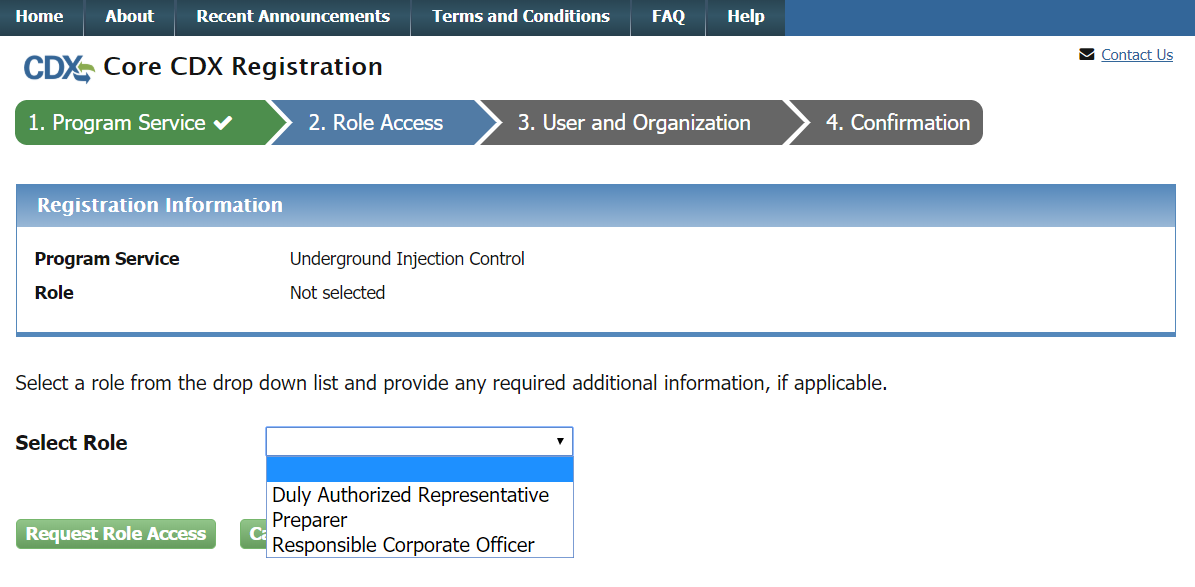 Home About Recent Announcements Terms and Conditions FAQ Help
Contact Us
CDX Core CDX Registration
1. Program Service 2. Role Access 3. User and Organization 4. Confirmation
Registration Information
Program Service Underground Injection Control
Role Not selected
Select a role from the drop down list and provide any required additional information, if applicable.
Select Role
Duly Authorized Representative
Preparer
Responsible Corporate Officer
Request Role Access